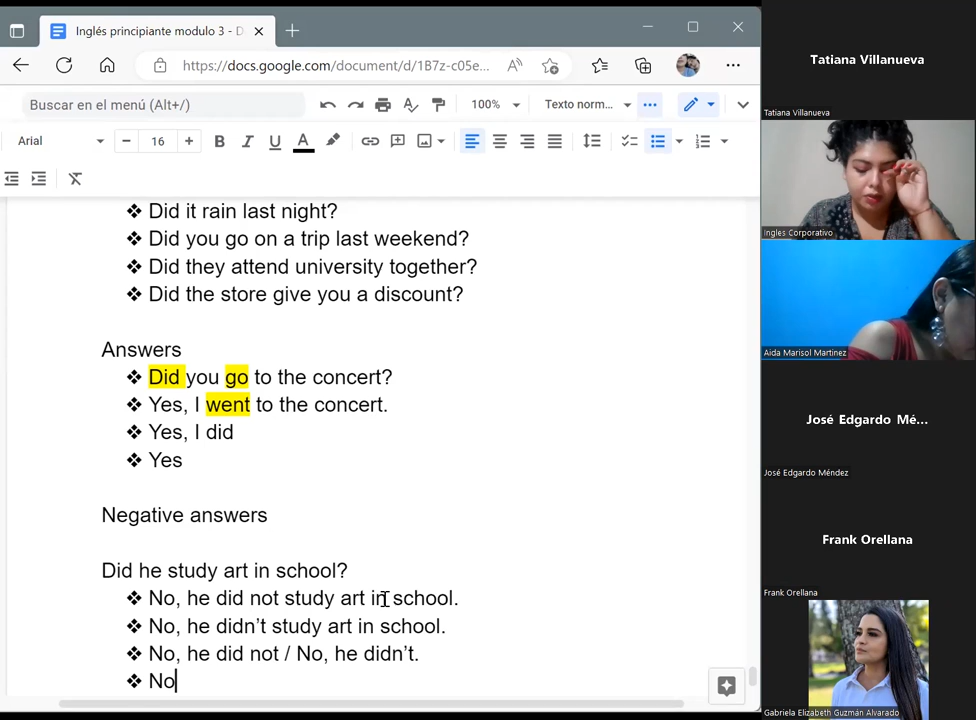 Inglés principiante modulo 3 - D
https://docs.google.com/document/d/1B7z-c05e...
Buscar en el menú (Alt+/)
100%
Texto norm...
Arial
16
❖ Did it rain last night?
❖ Did you go on a trip last weekend?
❖ Did they attend university together?
❖ Did the store give you a discount?
Answers
❖ Did you go to the concert?
❖ Yes, I went to the concert.
❖ Yes, I did
❖ Yes
Negative answers
Did he study art in school?
❖ No, he did not study art in school.
❖ No, he didn’t study art in school.
❖ No, he did not / No, he didn’t.
❖ No
Tatiana Villanueva
Tatiana Villanueva
Ingles Corporativo
Aida Marisol Martinez
José Edgardo Mé...
José Edgardo Méndez
Frank Orellana
Frank Orellana
Gabriela Elizabeth Guzmán Alvarado